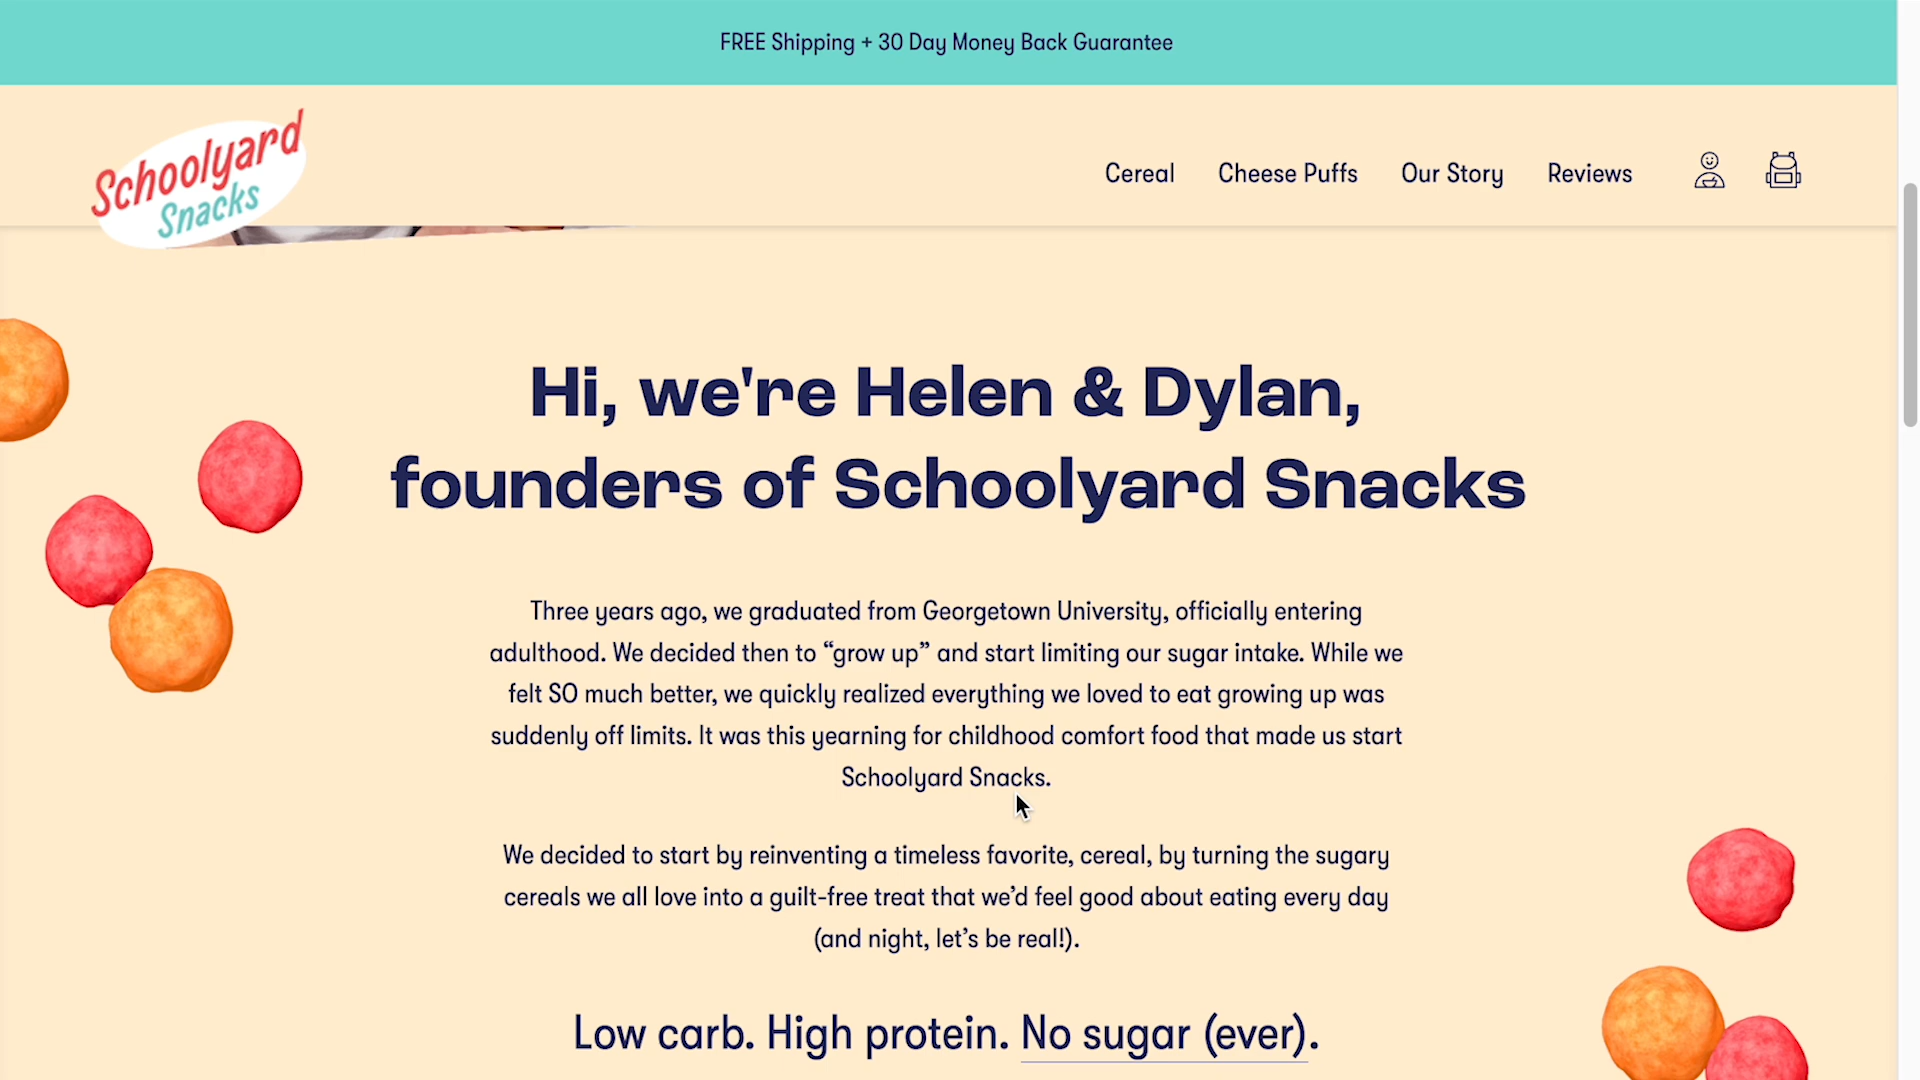 FREE Shipping + 30 Day Money Back Guarantee
Schoolyard
Snacks
Cereal Cheese Puffs Our Story Reviews
Hi, we're Helen & Dylan,
founders of Schoolyard Snacks
Three years ago, we graduated from Georgetown University, officially entering
adulthood. We decided then to “grow up” and start limiting our sugar intake. While we
felt SO much better, we quickly realized everything we loved to eat growing up was
suddenly off limits. It was this yearning for childhood comfort food that made us start
Schoolyard Snacks.
We decided to start by reinventing a timeless favorite, cereal, by turning the sugary
cereals we all love into a guilt-free treat that we’d feel good about eating every day
(and night, let’s be real!).
Low carb. High protein. No sugar (ever).